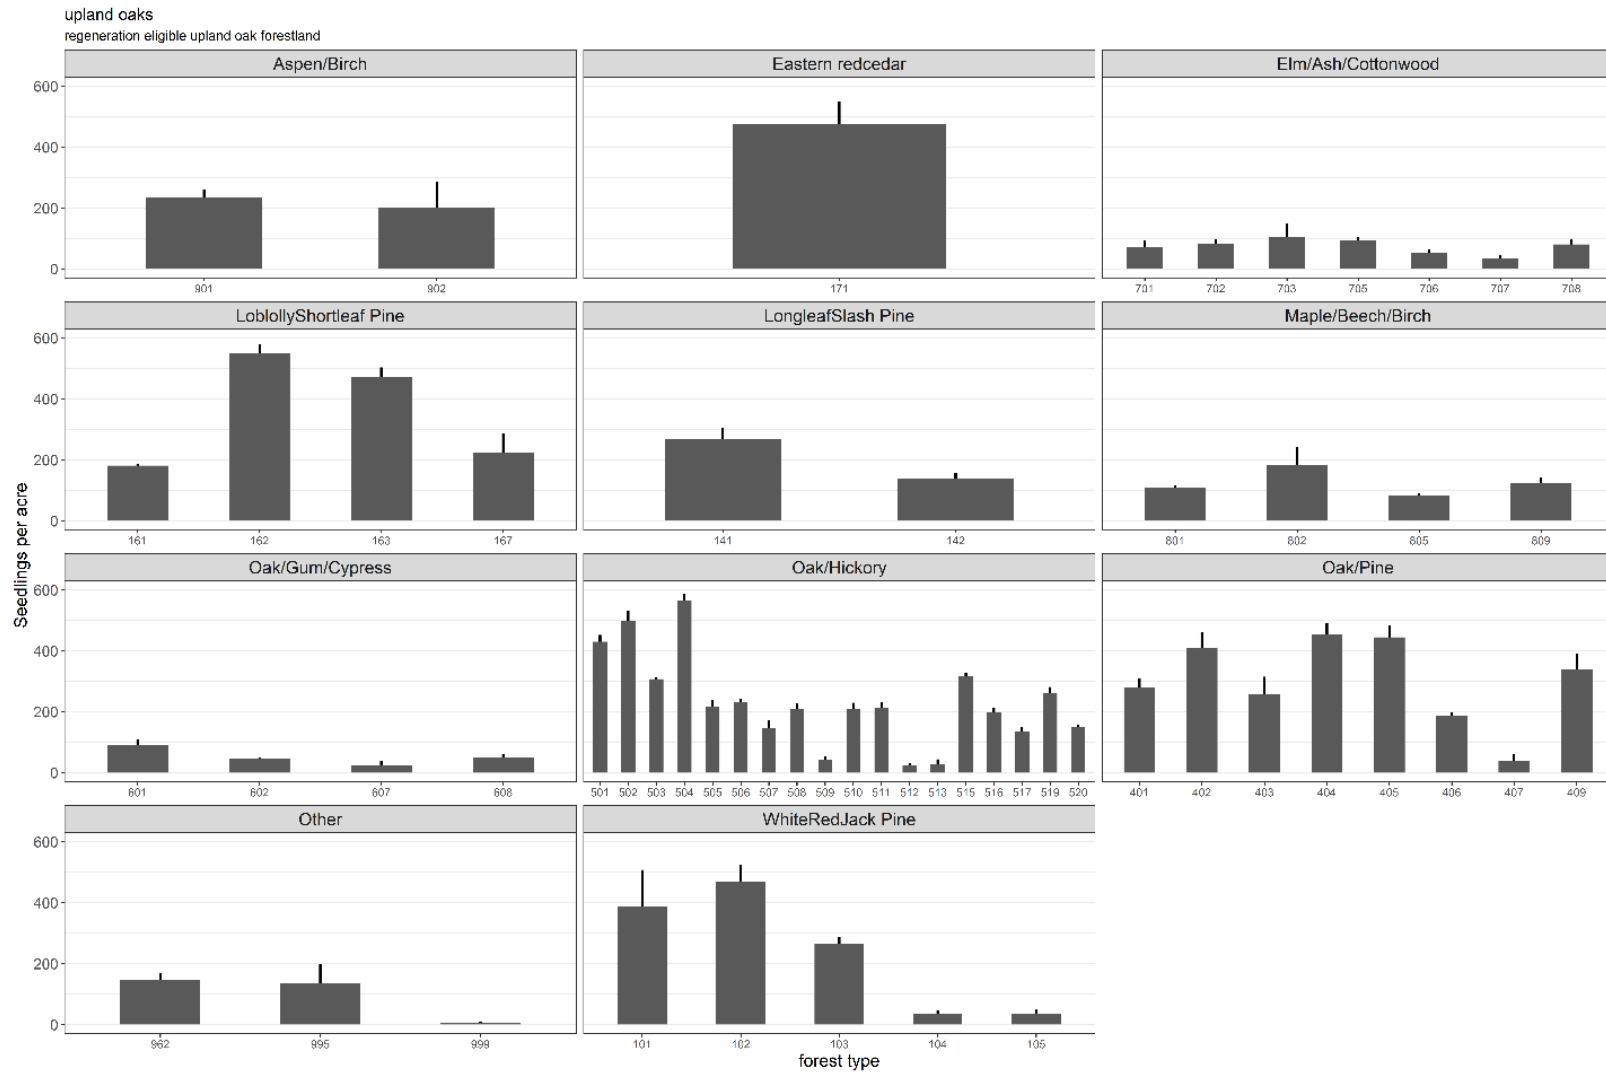 upland oaks
regeneration eligible upland oak forestland
Aspen/Birch
Eastern redcedar
Elm/Ash/Cottonwood
600
400
200
0
901 902
171
701 702 703 705 706 707 708
LoblollyShortleaf Pine
LongleafSlash Pine
Maple/Beech/Birch
600
400
200
0
161 162 163 167
141 142
801 802 805 809
Seedlings per acre
Oak/Gum/Cypress
Oak/Hickory
Oak/Pine
600
400
200
0
601 602 607 608
501 502 503 504 505 506 507 508 509 510 511 512 513 515 516 517 519 520
401 402 403 404 405 406 407 409
Other
WhiteRedJack Pine
600
400
200
0
962 995 999
101 102 103 104 105
forest type